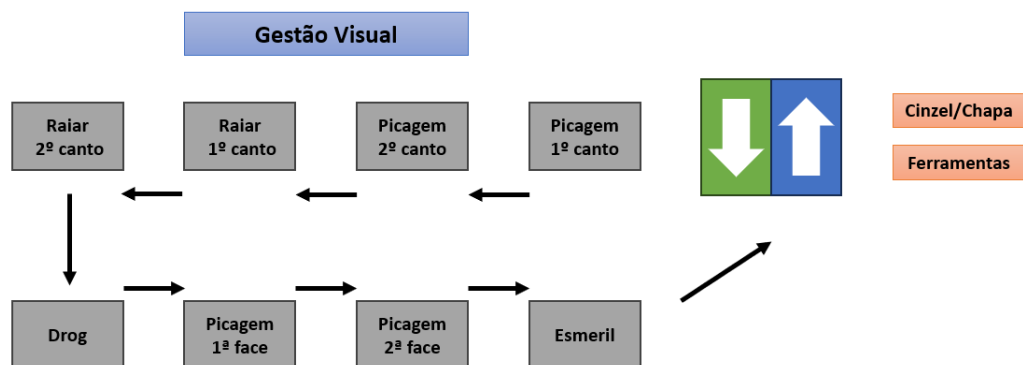 Gestão Visual
Raiar
2º canto
Raiar
1º canto
Picagem
2º canto
Picagem
1º canto
Cinzel/Chapa
Ferramentas
Drog
Picagem
1ª face
Picagem
2ª face
Esmeril